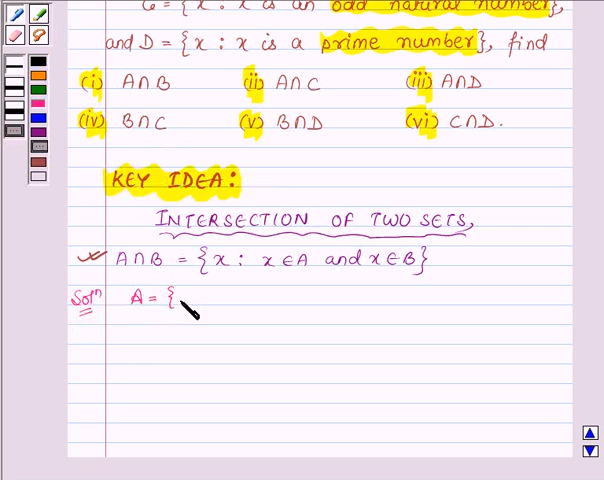 C = {x : x is an odd natural number},
and D = {x : x is a prime number}, find
(i) A∩B (ii) A∩C (iii) A∩D
(iv) B∩C (v) B∩D (vi) C∩D.
KEY IDEA:
INTERSECTION OF TWO SETS,
A∩B = {x : x∈A and x∈B}
Solⁿ A = {